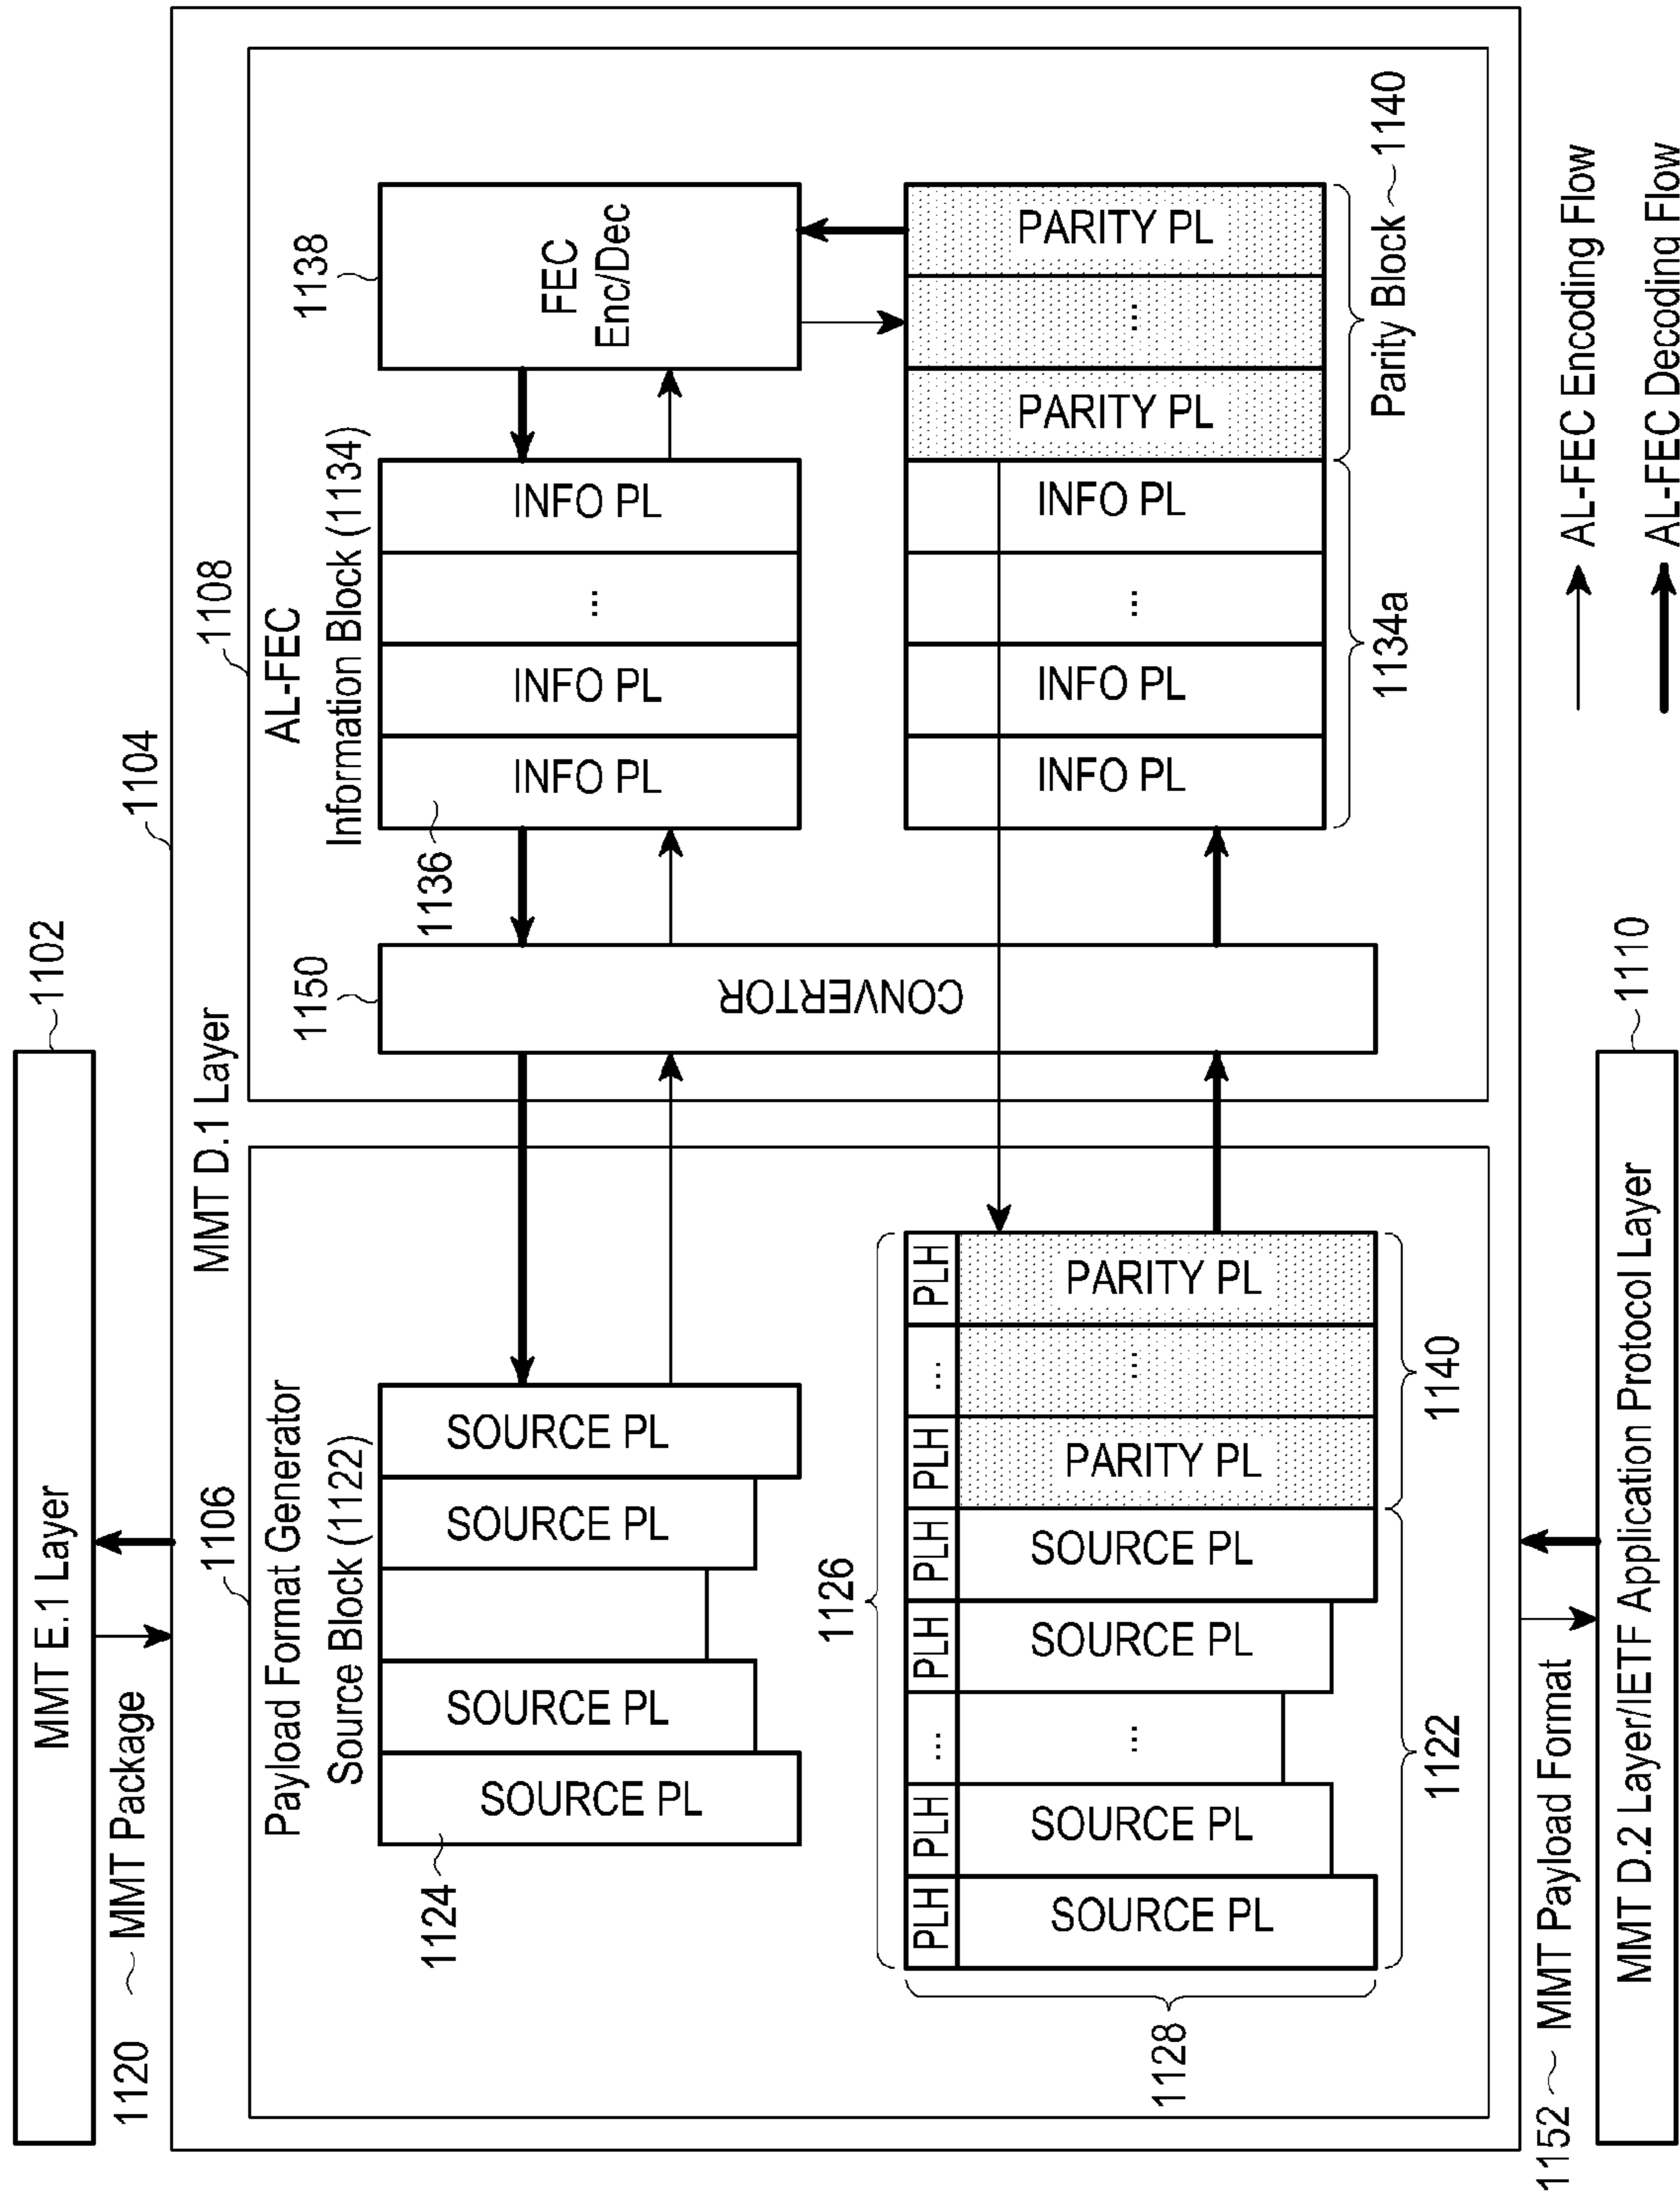 MMT E.1 Layer
1102
1120
MMT Package
1104
MMT D.1 Layer
1106
Payload Format Generator
Source Block (1122)
1124
SOURCE PL
SOURCE PL
SOURCE PL
SOURCE PL
1126
PLH
PLH
...
PLH
PLH
PLH
...
PLH
SOURCE PL
SOURCE PL
...
SOURCE PL
SOURCE PL
PARITY PL
...
PARITY PL
1128
1122
1140
1108
AL-FEC
Information Block (1134)
1150
CONVERTOR
1136
INFO PL
INFO PL
...
INFO PL
1138
FEC
Enc/Dec
INFO PL
INFO PL
...
INFO PL
PARITY PL
...
PARITY PL
1134a
Parity Block
1140
1152
MMT Payload Format
1110
MMT D.2 Layer/IETF Application Protocol Layer
AL-FEC Encoding Flow
AL-FEC Decoding Flow